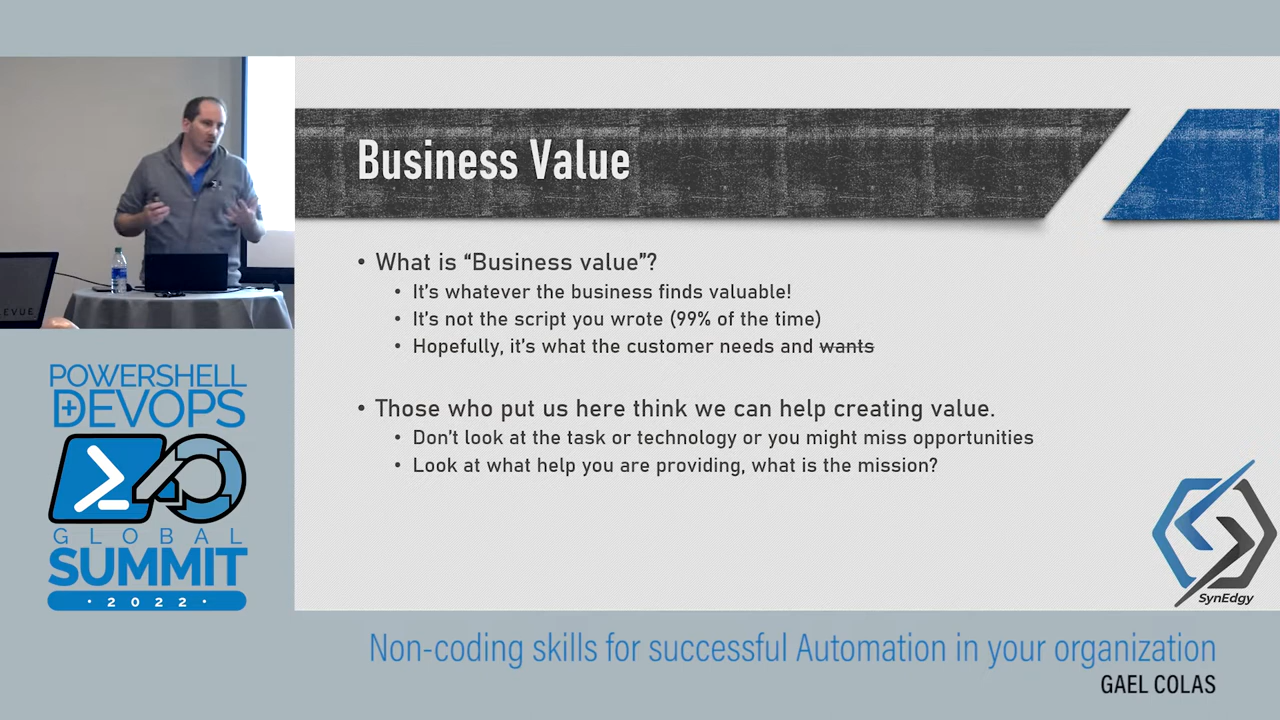 Business Value
• What is “Business value”?
• It’s whatever the business finds valuable!
• It’s not the script you wrote (99% of the time)
• Hopefully, it’s what the customer needs and wants
• Those who put us here think we can help creating value.
• Don’t look at the task or technology or you might miss opportunities
• Look at what help you are providing, what is the mission?
SynEdgy
EVUE
POWERSHELL
DEVOPS
GLOBAL
SUMMIT
· 2022 ·
Non-coding skills for successful Automation in your organization
GAEL COLAS